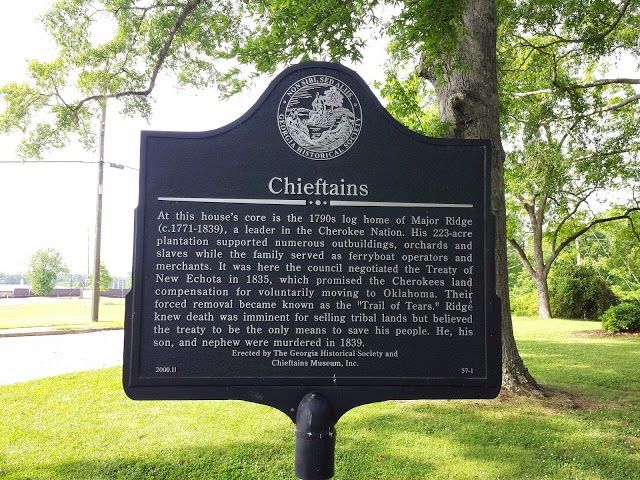 NON SIBI, SED ALIIS
GEORGIA HISTORICAL SOCIETY
Chieftains
At this house's core is the 1790s log home of Major Ridge
(c.1771-1839), a leader in the Cherokee Nation. His 223-acre
plantation supported numerous outbuildings, orchards and
slaves while the family served as ferryboat operators and
merchants. It was here the council negotiated the Treaty of
New Echota in 1835, which promised the Cherokees land
compensation for voluntarily moving to Oklahoma. Their
forced removal became known as the "Trail of Tears." Ridge
knew death was imminent for selling tribal lands but believed
the treaty to be the only means to save his people. He, his
son, and nephew were murdered in 1839.
Erected by The Georgia Historical Society and
Chieftains Museum, Inc.
2000.11 57-1